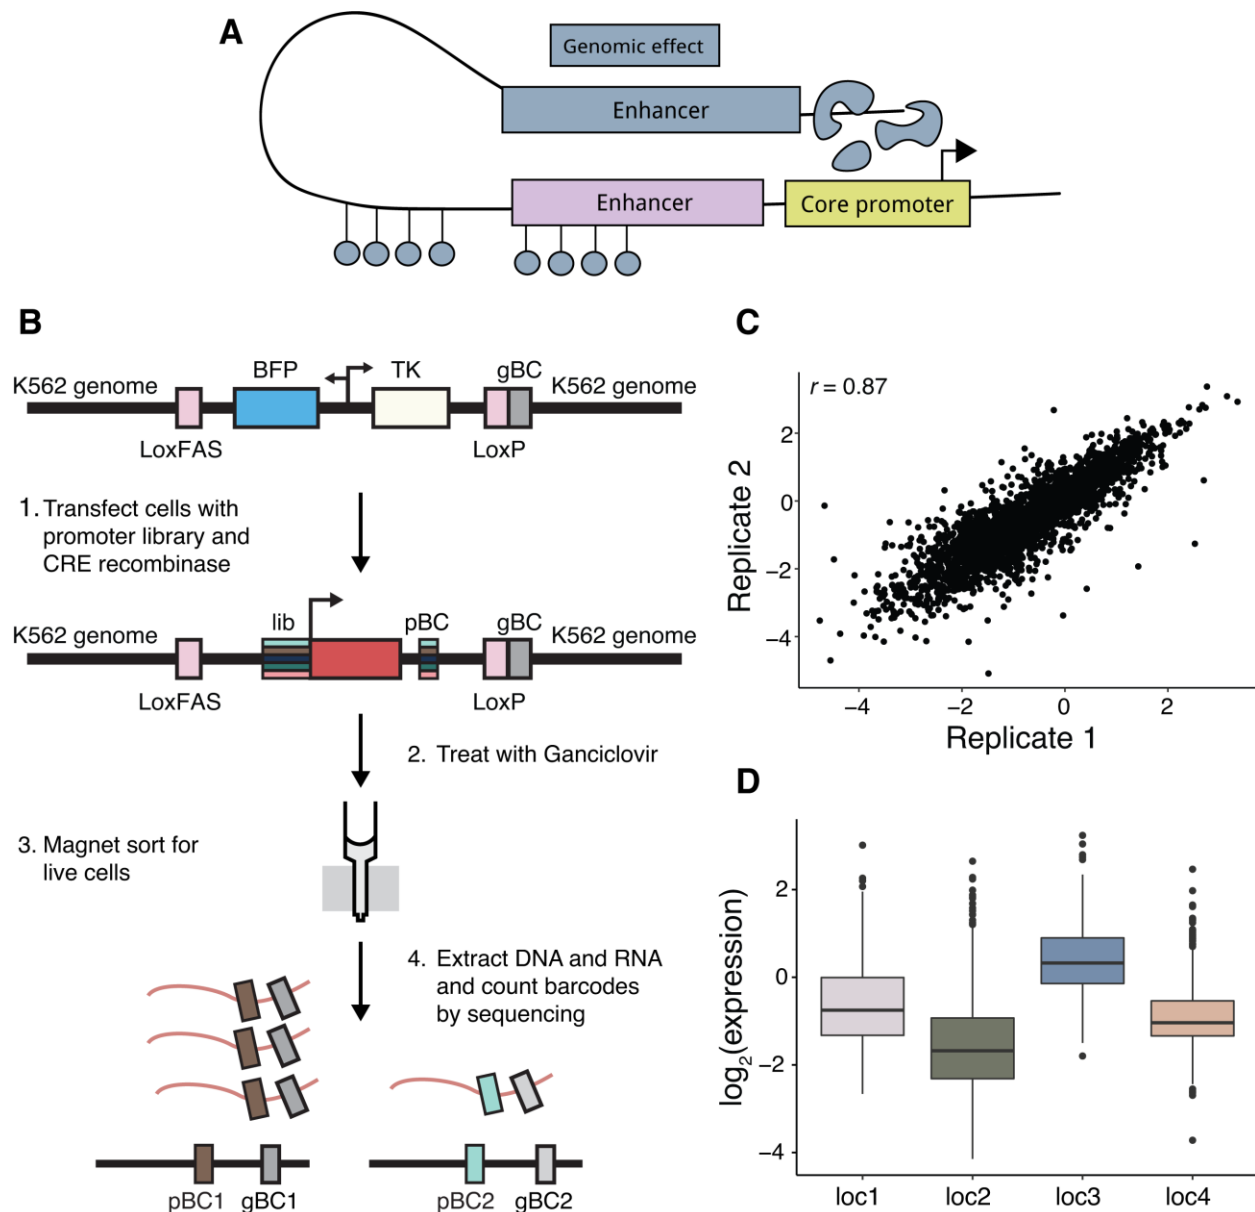 A
Genomic effect
Enhancer
Enhancer
Core promoter
B
BFP
TK
gBC
K562 genome
K562 genome
LoxFAS
LoxP
1. Transfect cells with
promoter library and
CRE recombinase
lib
pBC
gBC
K562 genome
K562 genome
LoxFAS
LoxP
2. Treat with Ganciclovir
3. Magnet sort for
live cells
4. Extract DNA and RNA
and count barcodes
by sequencing
pBC1 gBC1
pBC2 gBC2
C
r = 0.87
Replicate 2
2
0
−2
−4
−4 −2 0 2
Replicate 1
D
log2(expression)
2
0
−2
−4
loc1 loc2 loc3 loc4